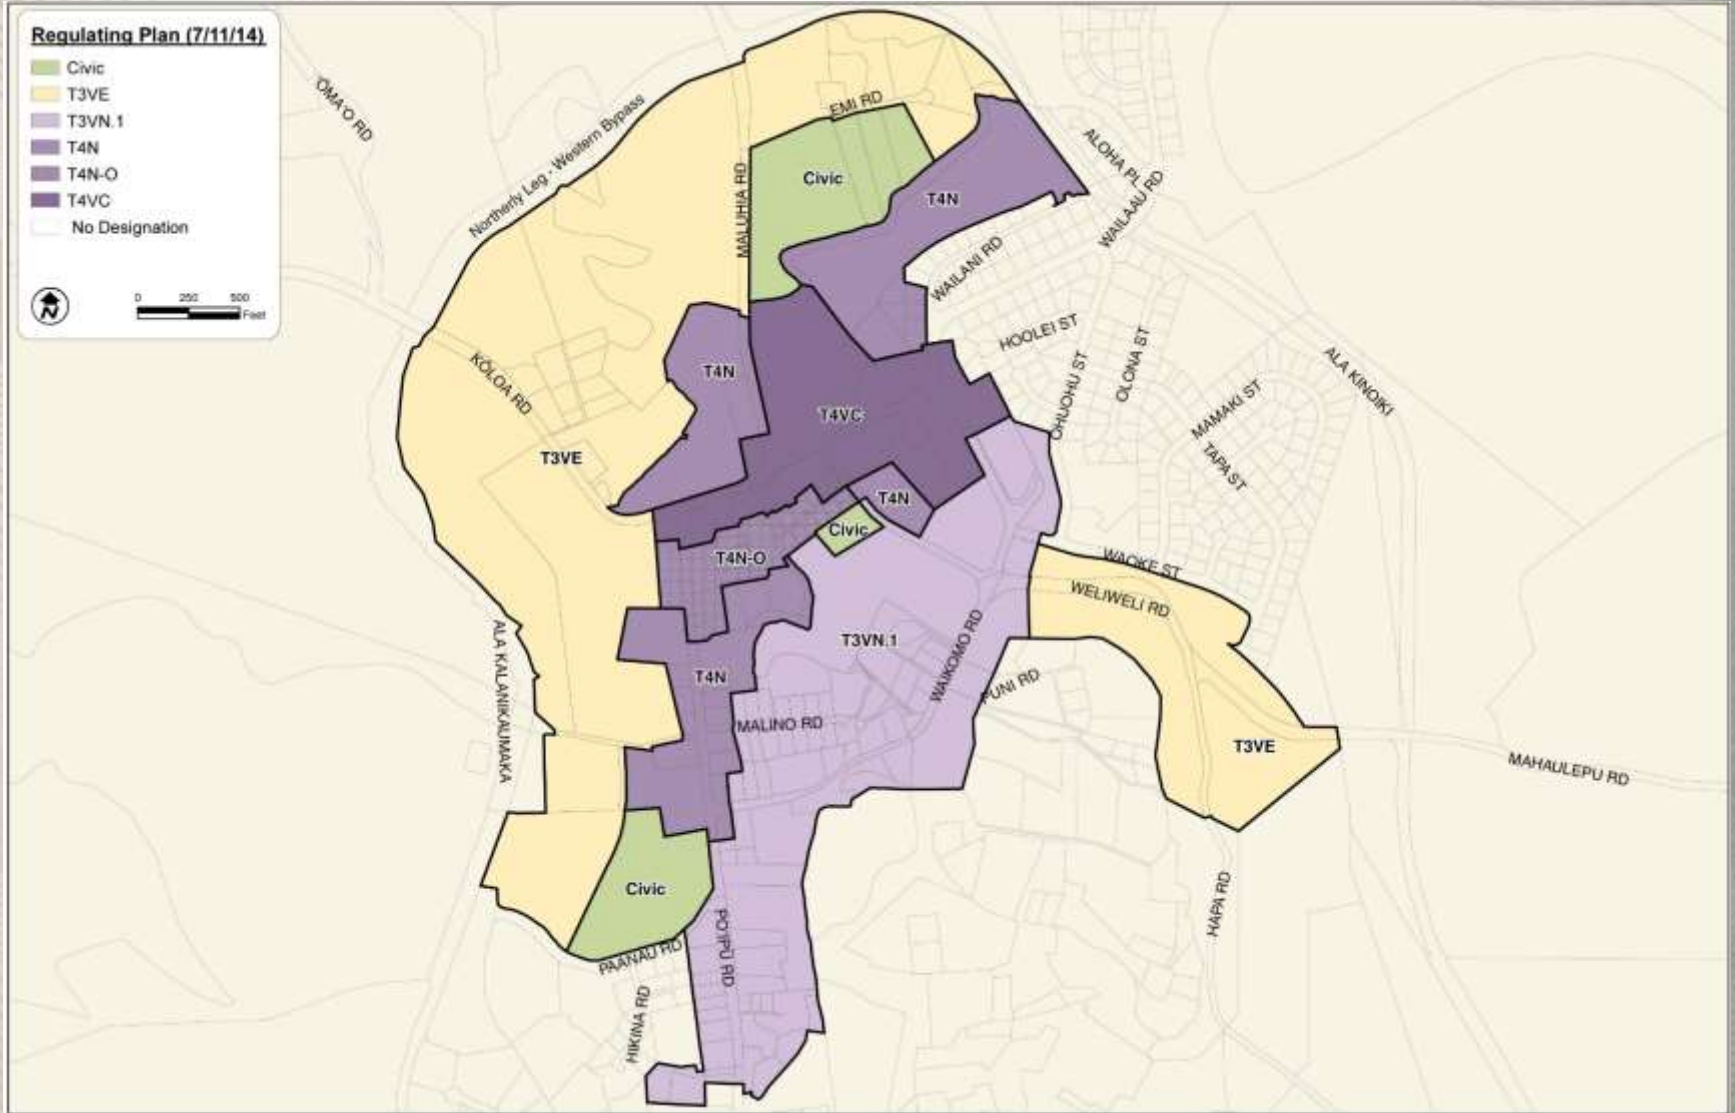 Regulating Plan (7/11/14)
Civic
T3VE
T3VN.1
T4N
T4N-O
T4VC
No Designation
N
0 250 500
Feet
'ŌMA'O RD
Northerly Leg - Western Bypass
EMI RD
MALUHIA RD
Civic
T4N
ALOHA PL
WAILAAU RD
WAILANI RD
HOOLEI ST
OHUOHU ST
OLONA ST
ALA KINOIKI
MAMAKI ST
TAPA ST
KŌLOA RD
T4N
T4VC
T3VE
T4N
Civic
T4N-O
WAOKE ST
WELIWELI RD
T3VN.1
WAIKOMO RD
PUNI RD
ALA KALANIKAUMAKA
T4N
MALINO RD
T3VE
MAHAULEPU RD
Civic
PO'IPŪ RD
HAPA RD
PAANAU RD
HIKINA RD